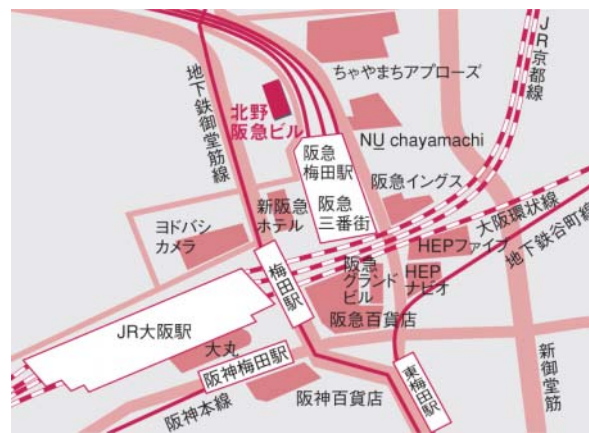 JR京都線
ちゃやまちアプローズ
地下鉄御堂筋線
北野
阪急ビル
NU chayamachi
阪急
梅田駅
阪急イングス
阪急
三番街
新阪急
ホテル
大阪環状線
ヨドバシ
カメラ
地下鉄谷町線
HEPファイブ
梅田駅
阪急
グランド
ビル
HEP
ナビオ
阪急百貨店
JR大阪駅
大丸
阪神梅田駅
新御堂筋
東梅田駅
阪神百貨店
阪神本線